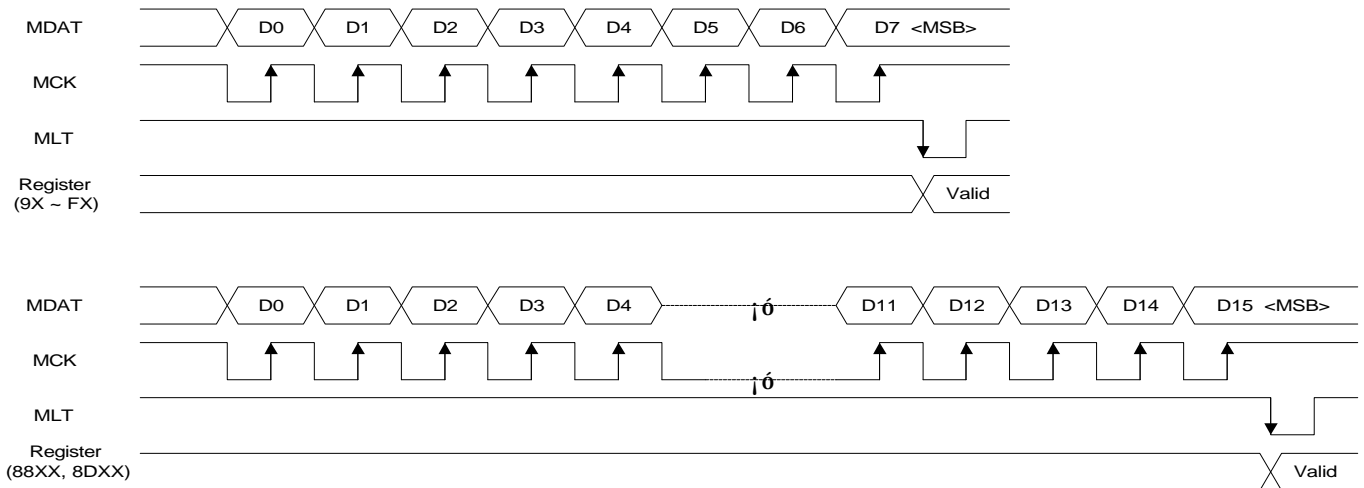 MDAT D0 D1 D2 D3 D4 D5 D6 D7 <MSB>
MCK
MLT
Register
(9X ~ FX)
Valid
MDAT D0 D1 D2 D3 D4 ¡ó D11 D12 D13 D14 D15 <MSB>
MCK ¡ó
MLT
Register
(88XX, 8DXX)
Valid